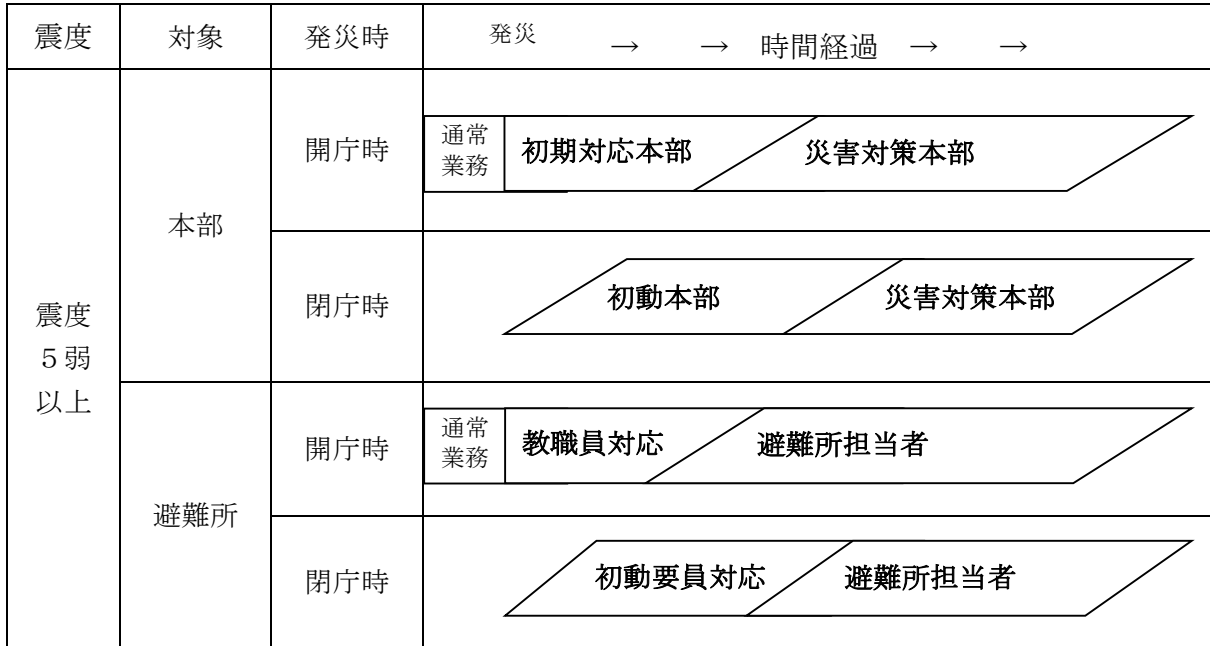 震度 対象 発災時 発災 → → 時間経過 → →
震度
５弱
以上
本部
開庁時
通常
業務
初期対応本部 災害対策本部
閉庁時
初動本部 災害対策本部
避難所
開庁時
通常
業務
教職員対応 避難所担当者
閉庁時
初動要員対応 避難所担当者